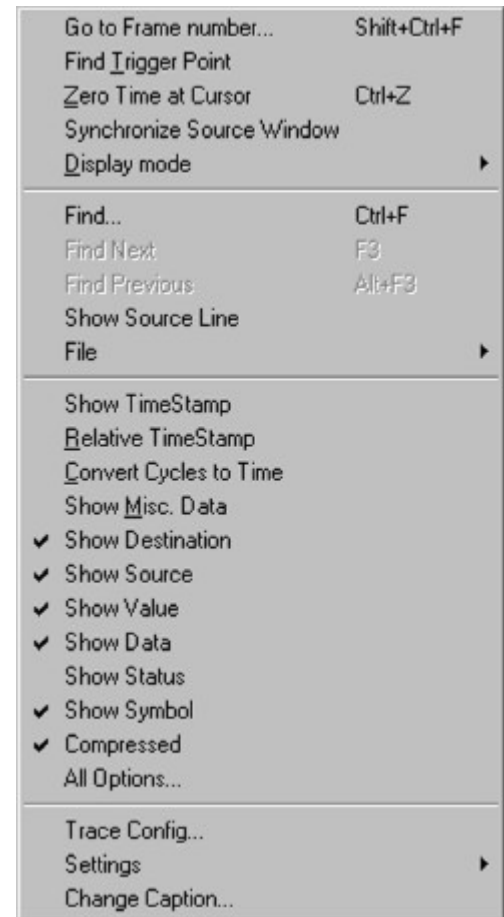 Go to Frame number... Shift+Ctrl+F
Find Trigger Point
Zero Time at Cursor Ctrl+Z
Synchronize Source Window
Display mode
Find... Ctrl+F
Find Next F3
Find Previous Alt+F3
Show Source Line
File
Show TimeStamp
Relative TimeStamp
Convert Cycles to Time
Show Misc. Data
Show Destination
Show Source
Show Value
Show Data
Show Status
Show Symbol
Compressed
All Options...
Trace Config...
Settings
Change Caption...